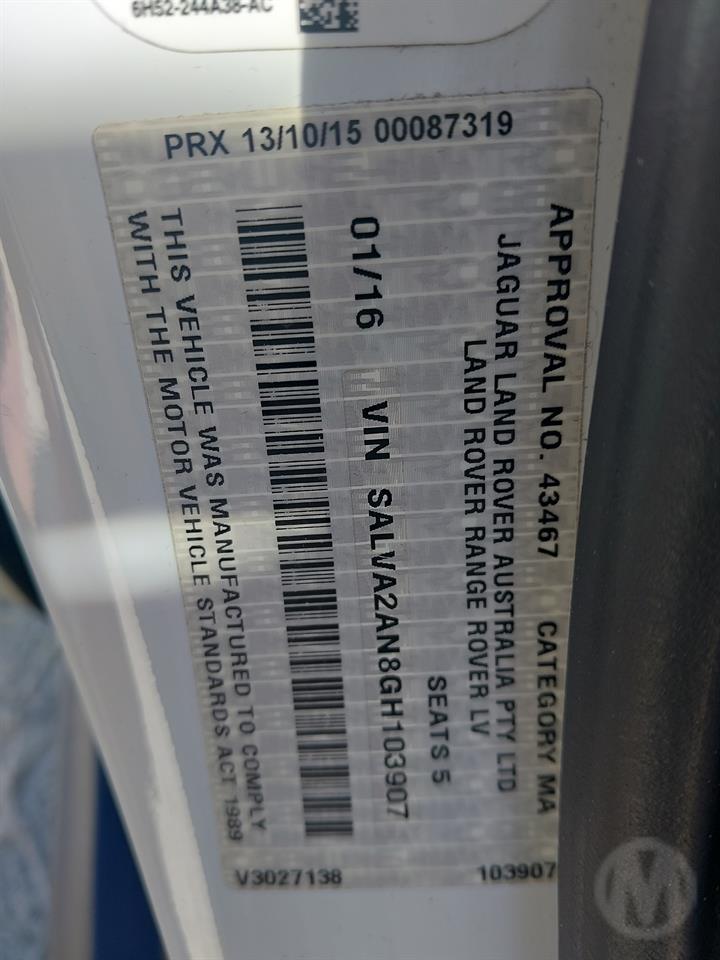 6H52-244A38-AC
PRX 13/10/15 00087319
APPROVAL NO. 43467 CATEGORY MA
JAGUAR LAND ROVER AUSTRALIA PTY LTD
LAND ROVER RANGE ROVER LV
SEATS 5
01/16 VIN SALVA2AN8GH103907
THIS VEHICLE WAS MANUFACTURED TO COMPLY
WITH THE MOTOR VEHICLE STANDARDS ACT 1989
V3027138 103907
M